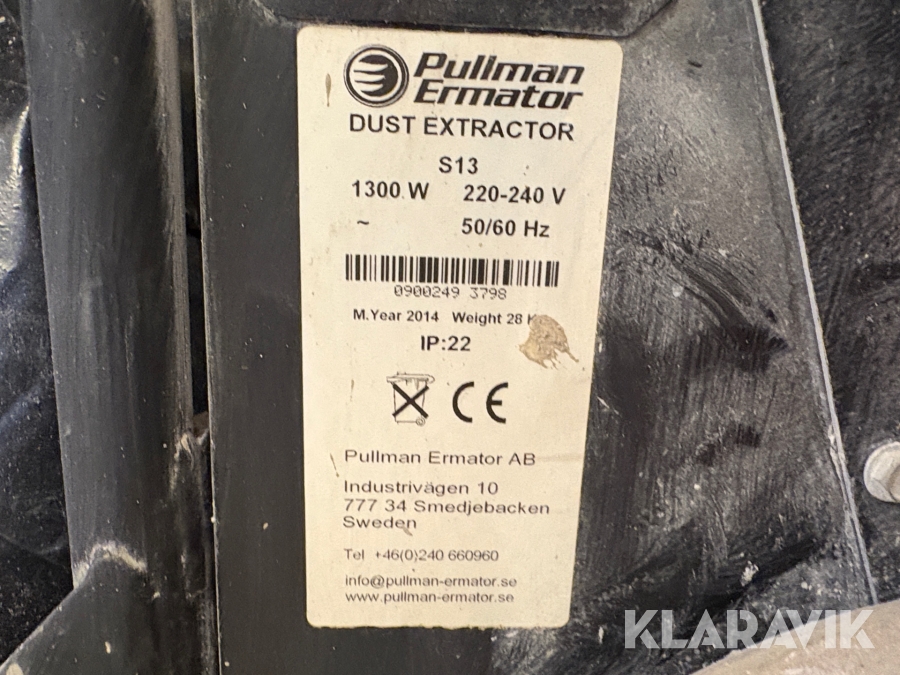 Pullman
Ermator
DUST EXTRACTOR
S13
1300 W 220-240 V
~ 50/60 Hz
0900249 3798
M.Year 2014 Weight 28
IP:22
CE
Pullman Ermator AB
Industrivägen 10
777 34 Smedjebacken
Sweden
Tel +46(0)240 660960
info@pullman-ermator.se
www.pullman-ermator.se
KLARAVIK